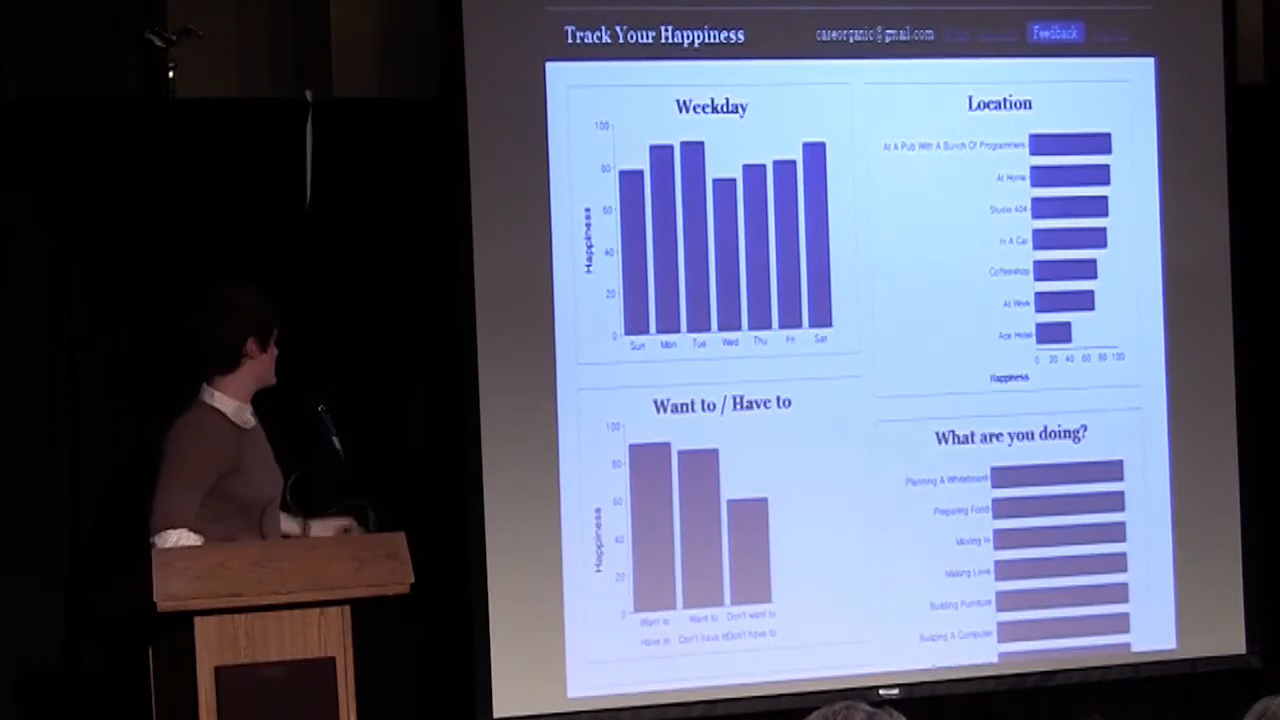 Track Your Happiness
caseorganic@gmail.com
Feedback
Weekday
100
80
60
40
20
0
Happiness
Sun Mon Tue Wed Thu Fri Sat
Location
At A Pub With A Bunch Of Programmers
At Home
Studio 404
In A Car
Coffeeshop
At Work
Ace Hotel
0 20 40 60 80 100
Happiness
Want to / Have to
100
80
60
40
20
0
Happiness
Want to Want to Don't want to
Have to Don't have to Don't have to
What are you doing?
Planning A Whiteboard
Preparing Food
Moving In
Making Love
Building Furniture
Building A Computer